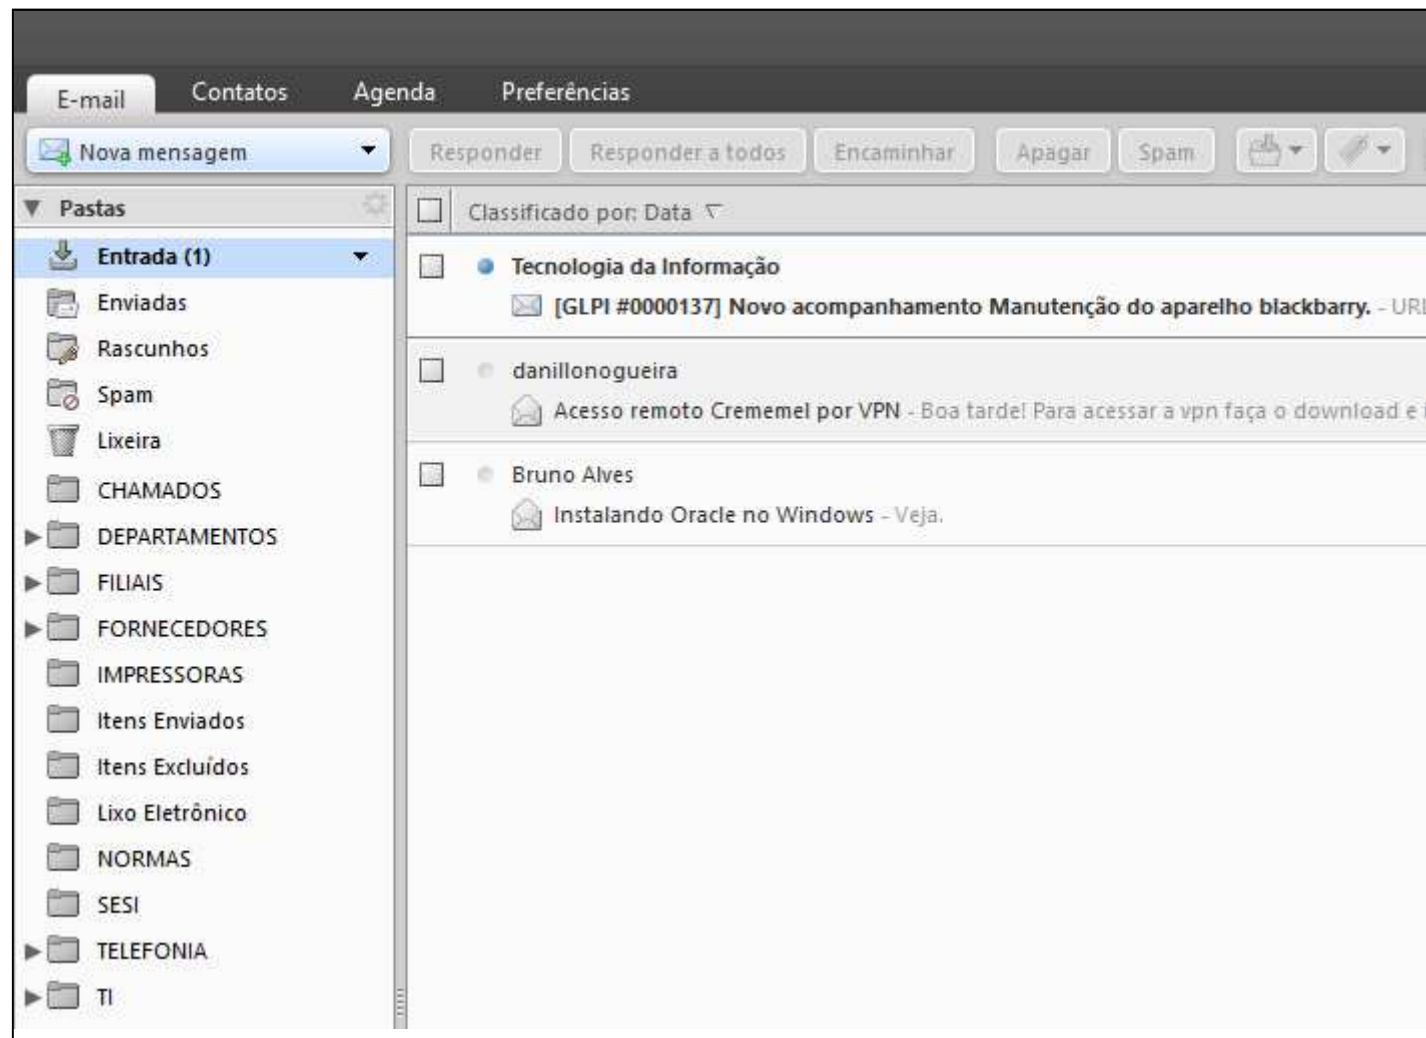 E-mail Contatos Agenda Preferências
Nova mensagem Responder Responder a todos Encaminhar Apagar Spam
Pastas
Classificado por: Data
Entrada (1)
Enviadas
Rascunhos
Spam
Lixeira
CHAMADOS
DEPARTAMENTOS
FILIAIS
FORNECEDORES
IMPRESSORAS
Itens Enviados
Itens Excluídos
Lixo Eletrônico
NORMAS
SESI
TELEFONIA
TI
Tecnologia da Informação
[GLPI #0000137] Novo acompanhamento Manutenção do aparelho blackbarry. - URL
danillonogueira
Acesso remoto Crememel por VPN - Boa tarde! Para acessar a vpn faça o download e
Bruno Alves
Instalando Oracle no Windows - Veja.